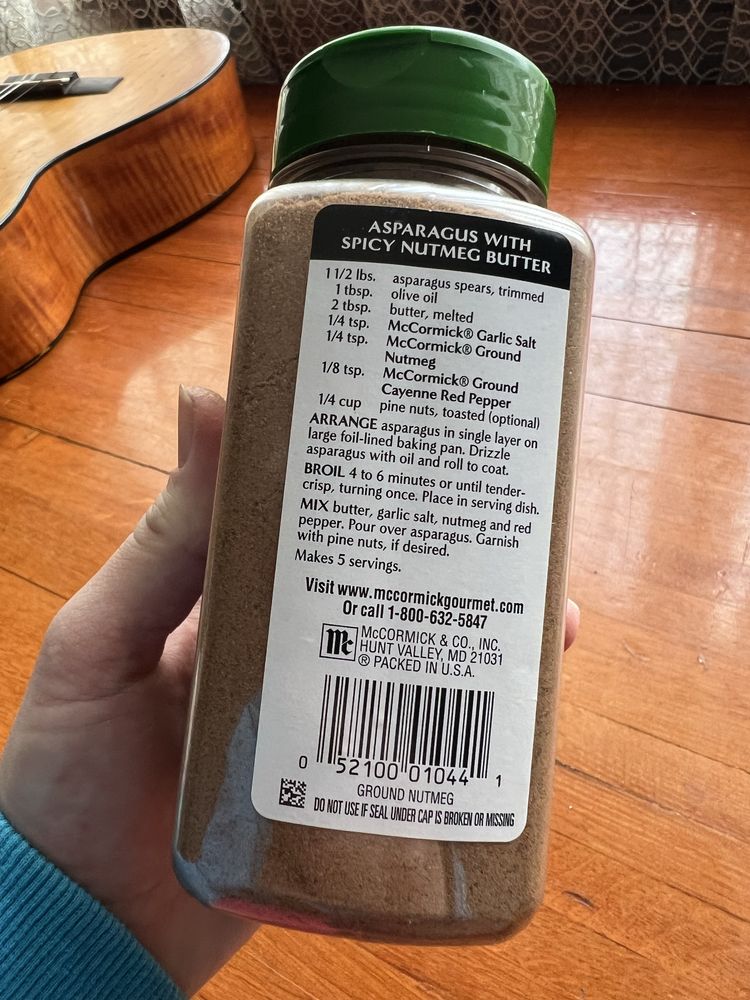 ASPARAGUS WITH
SPICY NUTMEG BUTTER
1 1/2 lbs. asparagus spears, trimmed
1 tbsp. olive oil
2 tbsp. butter, melted
1/4 tsp. McCormick® Garlic Salt
1/4 tsp. McCormick® Ground
Nutmeg
1/8 tsp. McCormick® Ground
Cayenne Red Pepper
1/4 cup pine nuts, toasted (optional)
ARRANGE asparagus in single layer on
large foil-lined baking pan. Drizzle
asparagus with oil and roll to coat.
BROIL 4 to 6 minutes or until tender-
crisp, turning once. Place in serving dish.
MIX butter, garlic salt, nutmeg and red
pepper. Pour over asparagus. Garnish
with pine nuts, if desired.
Makes 5 servings.
Visit www.mccormickgourmet.com
Or call 1-800-632-5847
Mc McCORMICK & CO., INC.
HUNT VALLEY, MD 21031
® PACKED IN U.S.A.
0 52100 01044 1
GROUND NUTMEG
DO NOT USE IF SEAL UNDER CAP IS BROKEN OR MISSING